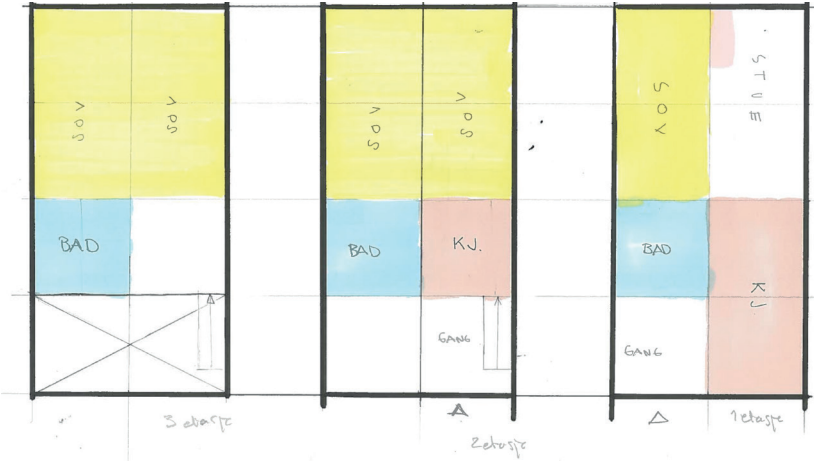 SOV
SOV
BAD
3 etasje
SOV
SOV
BAD
KJ.
GANG
2 etasje
SOV
STUE
BAD
KJ
GANG
1 etasje